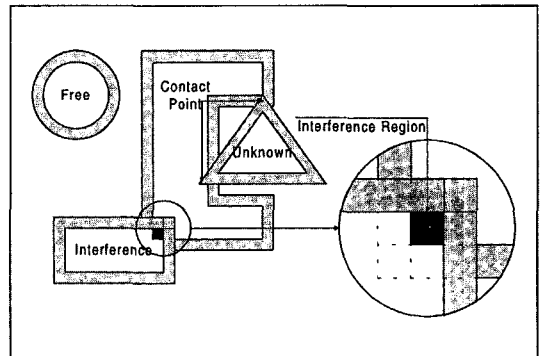 Free
Contact
Point
Interference Region
Unknown
Interference